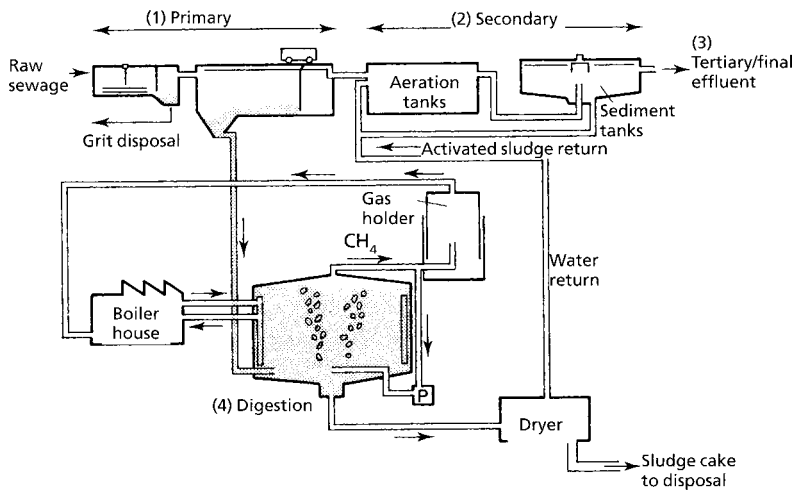 (1) Primary
(2) Secondary
(3)
Tertiary/final
effluent
Raw
sewage
Aeration
tanks
Sediment
tanks
Grit disposal
Activated sludge return
Gas
holder
CH4
Water
return
Boiler
house
P
(4) Digestion
Dryer
Sludge cake
to disposal